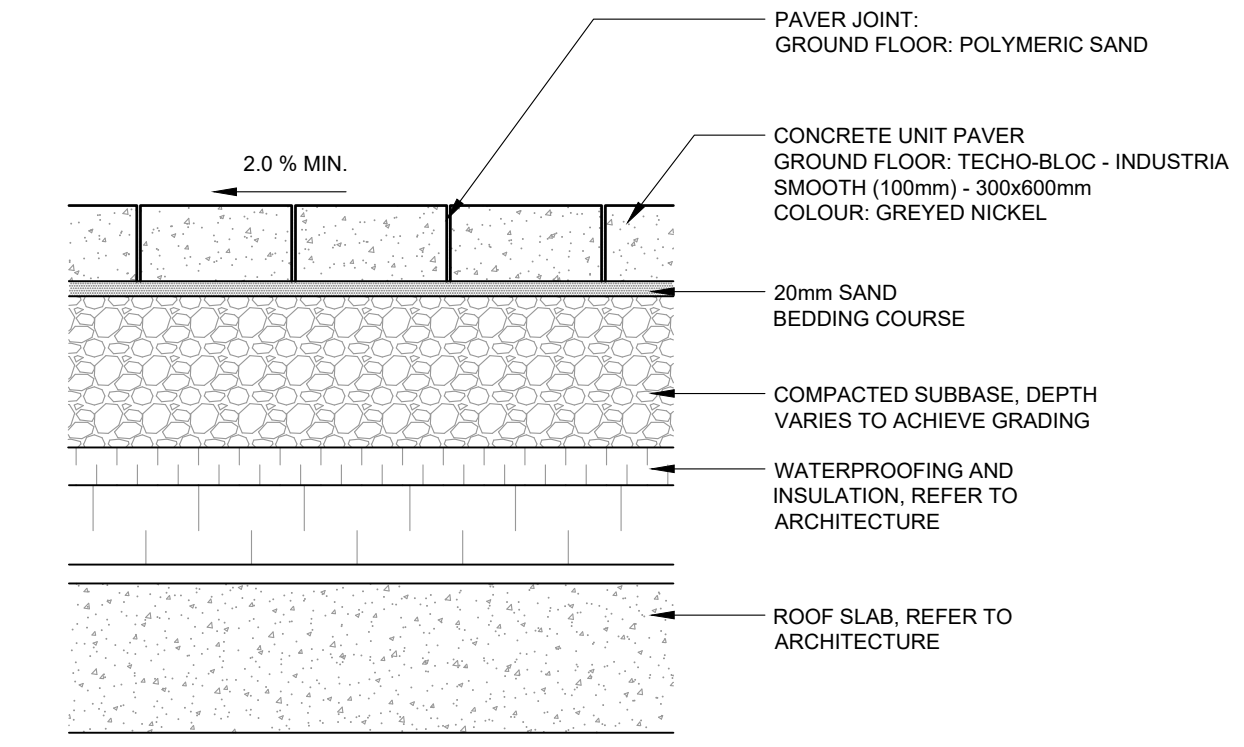 PAVER JOINT:
GROUND FLOOR: POLYMERIC SAND
2.0 % MIN.
CONCRETE UNIT PAVER
GROUND FLOOR: TECHO-BLOC - INDUSTRIA
SMOOTH (100mm) - 300x600mm
COLOUR: GREYED NICKEL
20mm SAND
BEDDING COURSE
COMPACTED SUBBASE, DEPTH
VARIES TO ACHIEVE GRADING
WATERPROOFING AND
INSULATION, REFER TO
ARCHITECTURE
ROOF SLAB, REFER TO
ARCHITECTURE